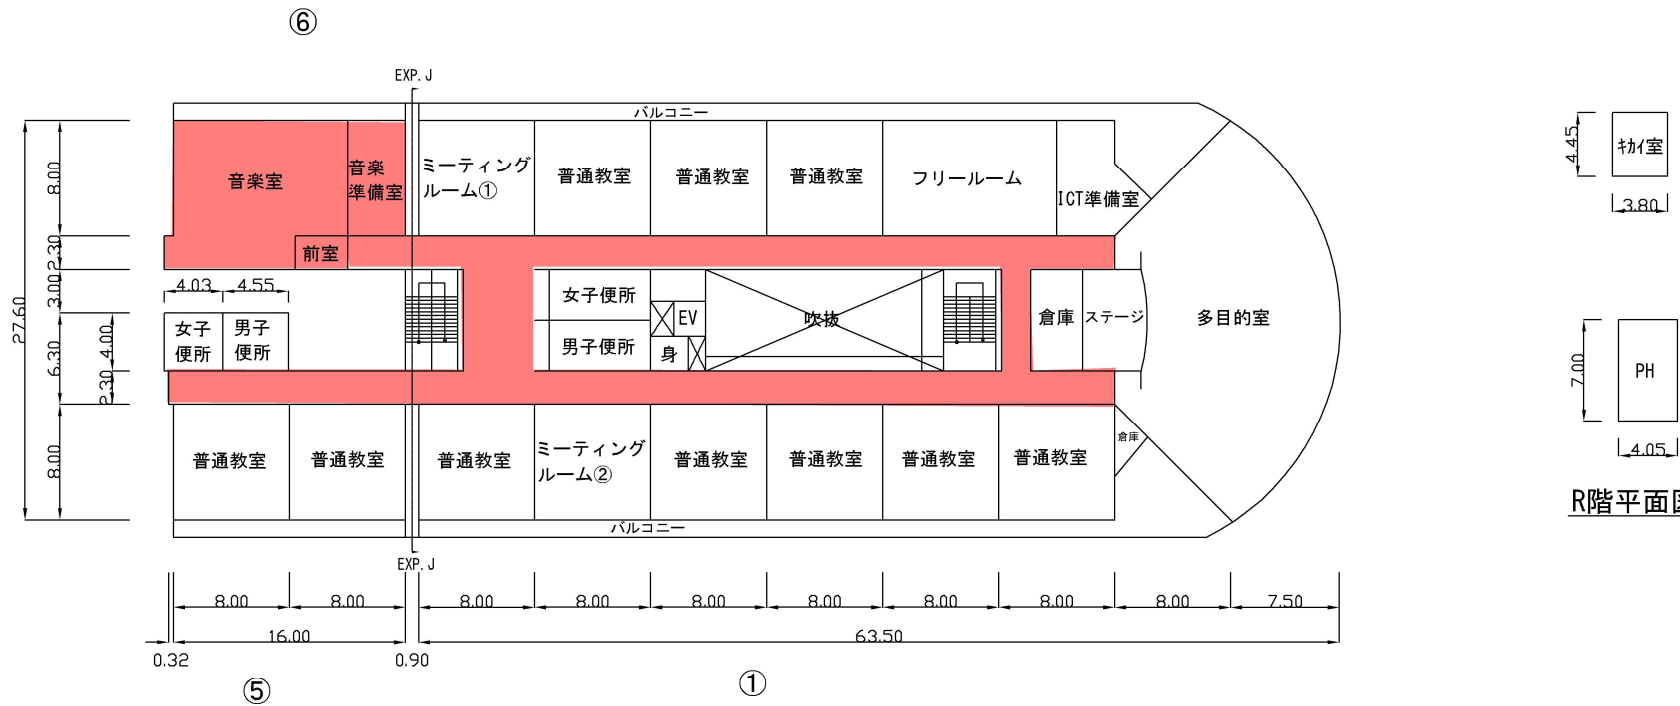 ⑥
EXP. J
バルコニー
音楽室
音楽
準備室
ミーティング
ルーム①
普通教室
普通教室
普通教室
フリールーム
ICT準備室
前室
8.00
2.30
3.00
27.60
6.30
4.00
2.30
8.00
4.03
4.55
女子
便所
男子
便所
女子便所
男子便所
EV
身
吹抜
倉庫
ステージ
多目的室
普通教室
普通教室
普通教室
ミーティング
ルーム②
普通教室
普通教室
普通教室
普通教室
倉庫
バルコニー
EXP. J
8.00
8.00
8.00
8.00
8.00
8.00
8.00
8.00
8.00
7.50
16.00
63.50
0.32
0.90
⑤
①
4.45
ｷｶｲ室
3.80
7.00
PH
4.05
R階平面図